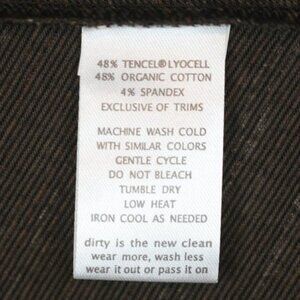 48% TENCEL® LYOCELL
48% ORGANIC COTTON
4% SPANDEX
EXCLUSIVE OF TRIMS
MACHINE WASH COLD
WITH SIMILAR COLORS
GENTLE CYCLE
DO NOT BLEACH
TUMBLE DRY
LOW HEAT
IRON COOL AS NEEDED
dirty is the new clean
wear more, wash less
wear it out or pass it on